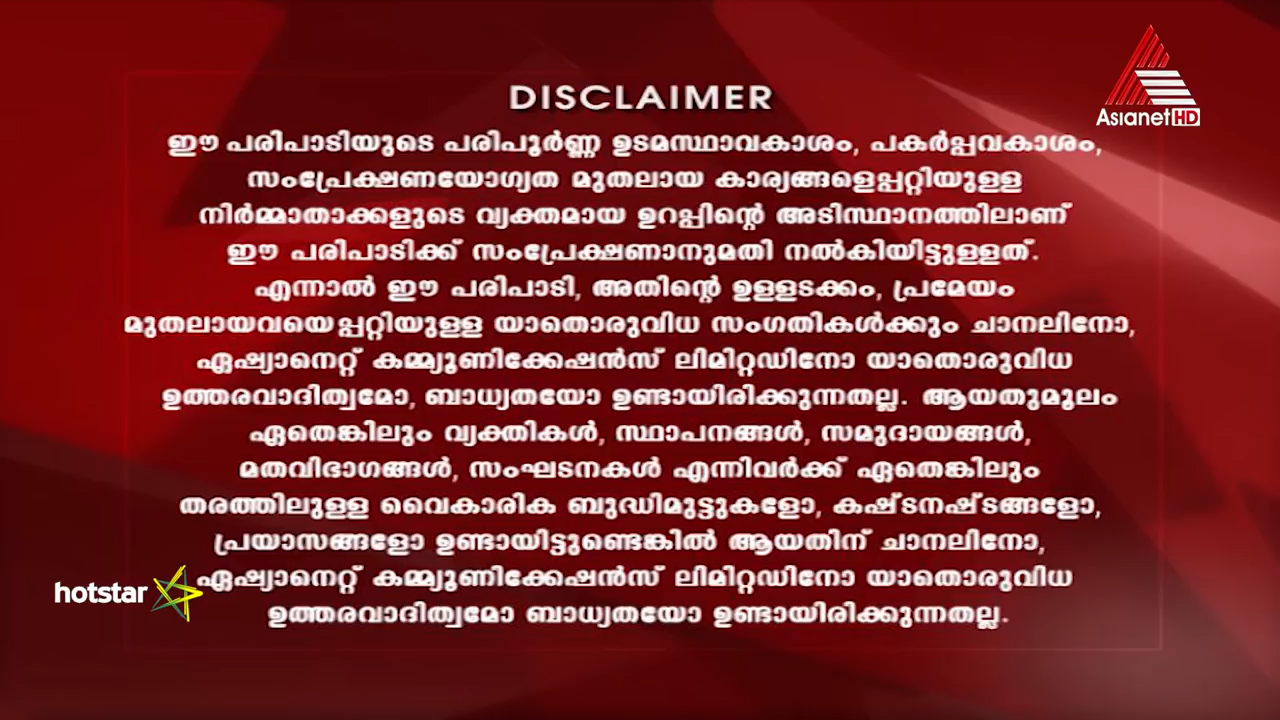 Asianet HD
DISCLAIMER
ഈ പരിപാടിയുടെ പരിപൂർണ്ണ ഉടമസ്ഥാവകാശം, പകർപ്പവകാശം,
സംപ്രേക്ഷണയോഗ്യത മുതലായ കാര്യങ്ങളെപ്പറ്റിയുള്ള
നിർമ്മാതാക്കളുടെ വ്യക്തമായ ഉറപ്പിന്റെ അടിസ്ഥാനത്തിലാണ്
ഈ പരിപാടിക്ക് സംപ്രേക്ഷണാനുമതി നൽകിയിട്ടുള്ളത്.
എന്നാൽ ഈ പരിപാടി, അതിന്റെ ഉള്ളടക്കം, പ്രമേയം
മുതലായവയെപ്പറ്റിയുള്ള യാതൊരുവിധ സംഗതികൾക്കും ചാനലിനോ,
ഏഷ്യാനെറ്റ് കമ്മ്യൂണിക്കേഷൻസ് ലിമിറ്റഡിനോ യാതൊരുവിധ
ഉത്തരവാദിത്വമോ, ബാധ്യതയോ ഉണ്ടായിരിക്കുന്നതല്ല. ആയതുമൂലം
ഏതെങ്കിലും വ്യക്തികൾ, സ്ഥാപനങ്ങൾ, സമുദായങ്ങൾ,
മതവിഭാഗങ്ങൾ, സംഘടനകൾ എന്നിവർക്ക് ഏതെങ്കിലും
തരത്തിലുള്ള വൈകാരിക ബുദ്ധിമുട്ടുകളോ, കഷ്ടനഷ്ടങ്ങളോ,
പ്രയാസങ്ങളോ ഉണ്ടായിട്ടുണ്ടെങ്കിൽ ആയതിന് ചാനലിനോ,
ഏഷ്യാനെറ്റ് കമ്മ്യൂണിക്കേഷൻസ് ലിമിറ്റഡിനോ യാതൊരുവിധ
ഉത്തരവാദിത്വമോ ബാധ്യതയോ ഉണ്ടായിരിക്കുന്നതല്ല.
hotstar